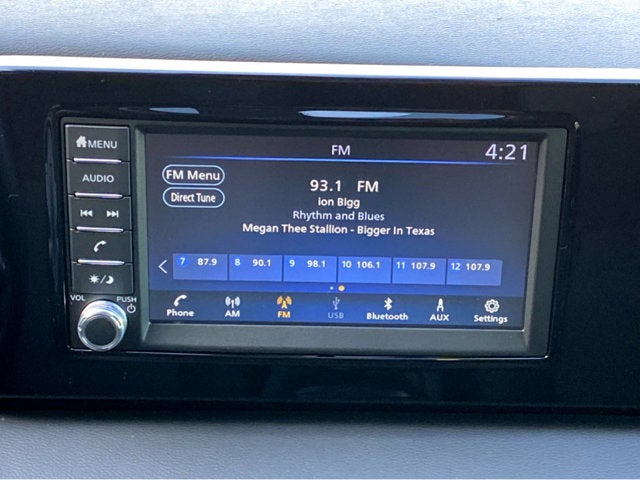 FM 4:21
MENU
AUDIO
VOL PUSH
FM Menu
Direct Tune
93.1 FM
ion Bigg
Rhythm and Blues
Megan Thee Stallion - Bigger In Texas
7 87.9 8 90.1 9 98.1 10 106.1 11 107.9 12 107.9
Phone AM FM USB Bluetooth AUX Settings